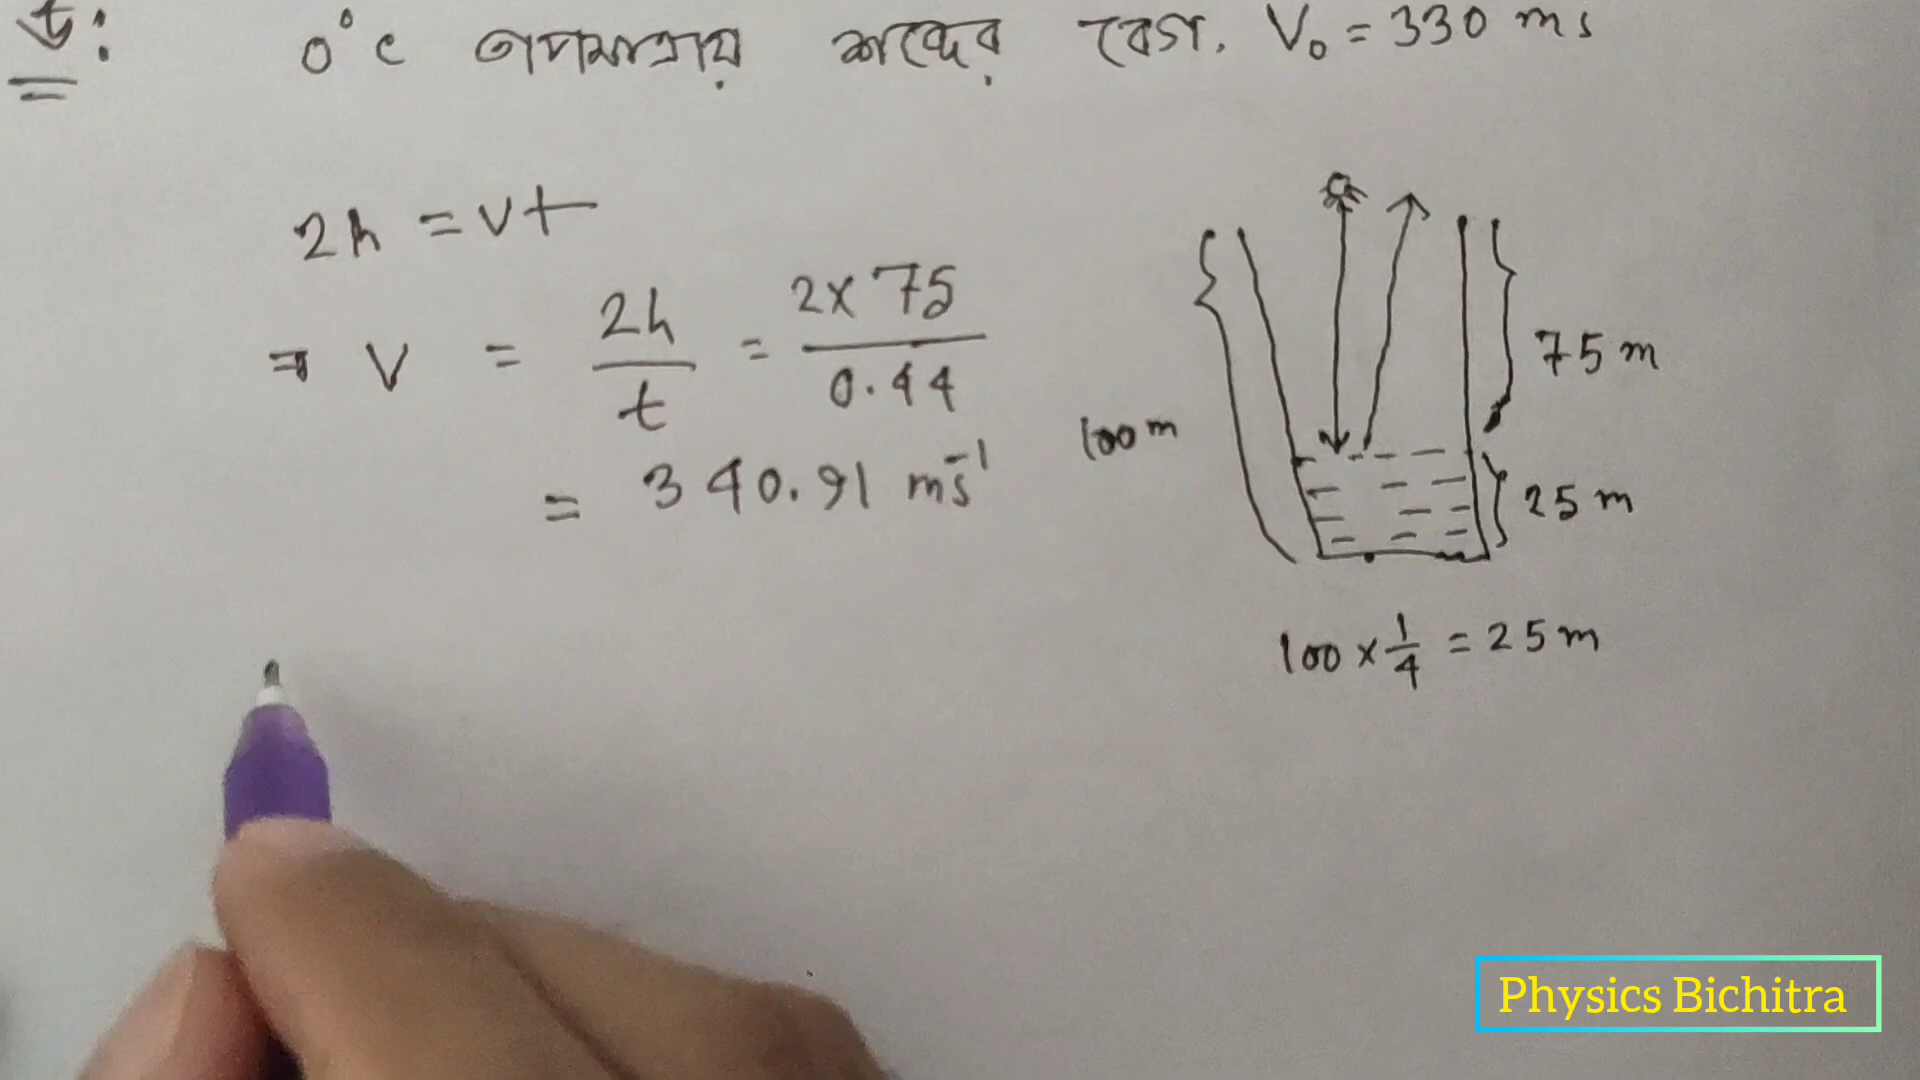 উ: 0°c তাপমাত্রায় শব্দের বেগ, V₀ = 330 ms
2h = vt
⇒ V = 2h/t = (2×75)/0.44
= 340.91 ms⁻¹
100 m
75 m
25 m
100 × 1/4 = 25 m
Physics Bichitra